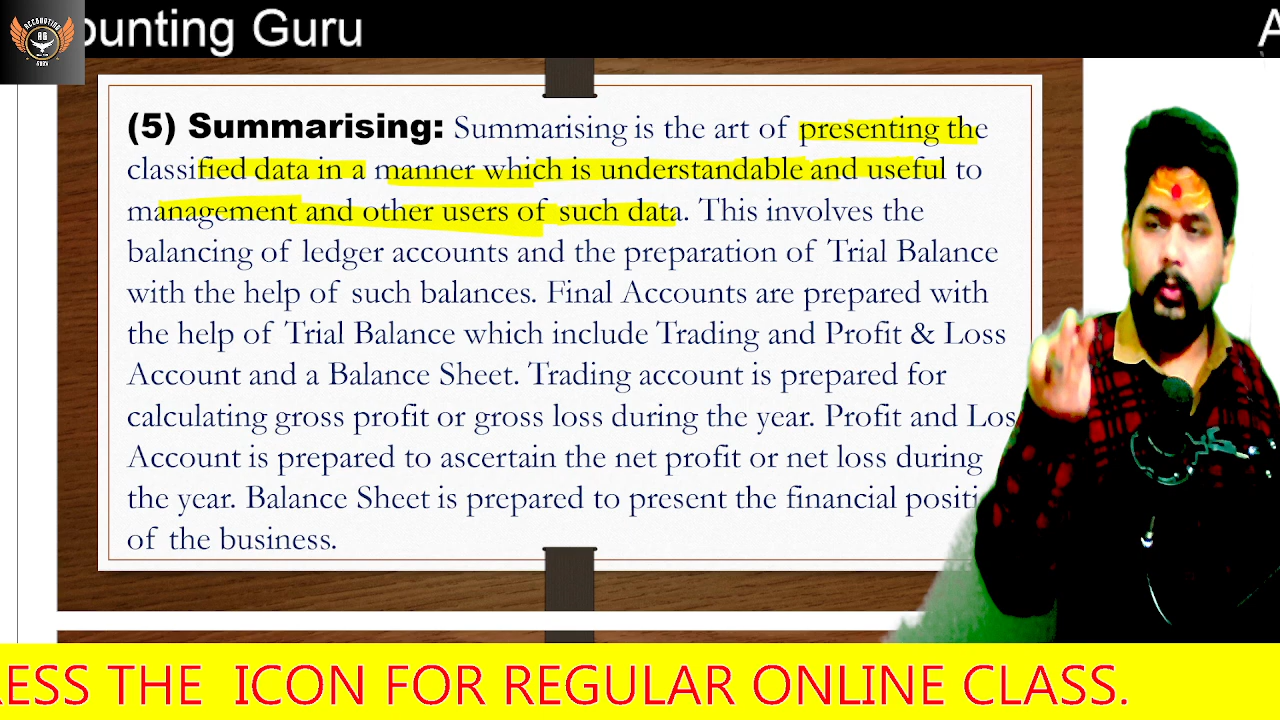 ounting Guru
A
ACCOUNTING
AG
GURU
(5) Summarising: Summarising is the art of presenting the
classified data in a manner which is understandable and useful to
management and other users of such data. This involves the
balancing of ledger accounts and the preparation of Trial Balance
with the help of such balances. Final Accounts are prepared with
the help of Trial Balance which include Trading and Profit & Loss
Account and a Balance Sheet. Trading account is prepared for
calculating gross profit or gross loss during the year. Profit and Los
Account is prepared to ascertain the net profit or net loss during
the year. Balance Sheet is prepared to present the financial positi
of the business.
RESS THE ICON FOR REGULAR ONLINE CLASS.